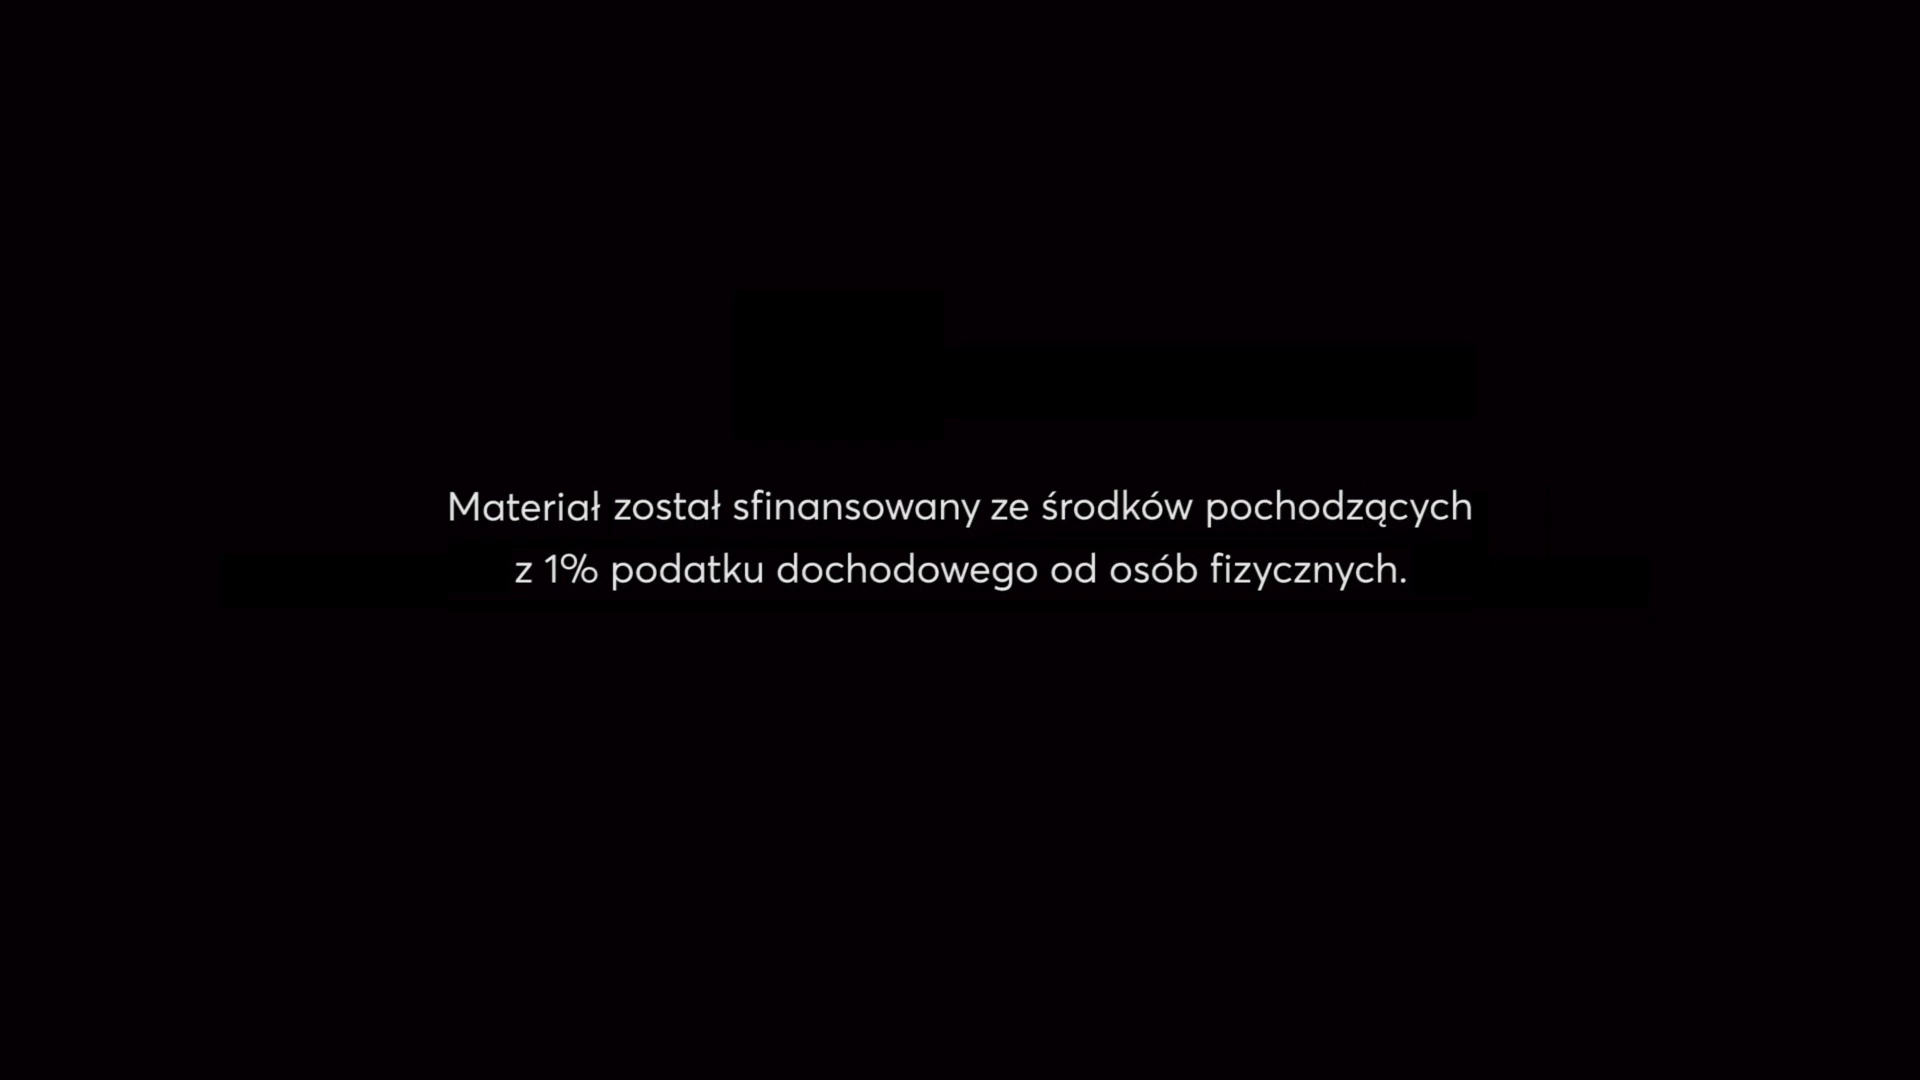 Materiał został sfinansowany ze środków pochodzących
z 1% podatku dochodowego od osób fizycznych.